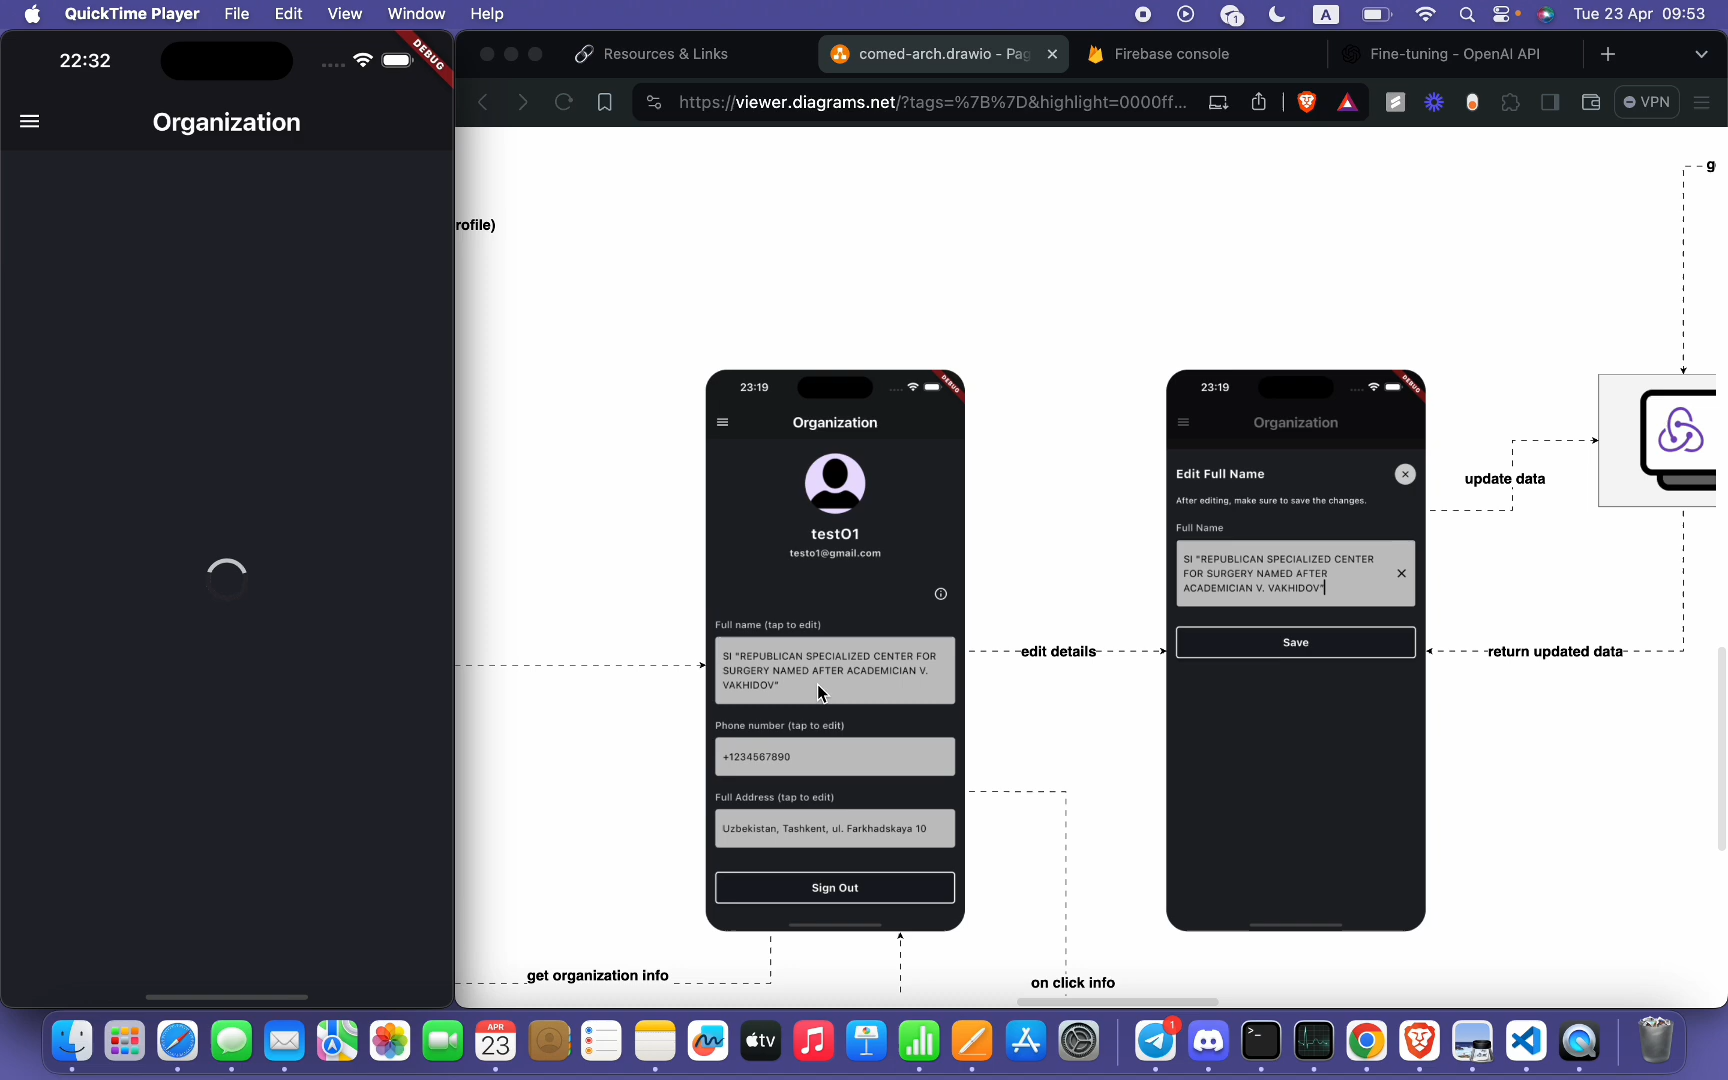 QuickTime Player File Edit View Window Help
1
A
Tue 23 Apr 09:53
22:32
DEBUG
Organization
Resources & Links
comed-arch.drawio - Pag
Firebase console
Fine-tuning - OpenAI API
https://viewer.diagrams.net/?tags=%7B%7D&highlight=0000ff...
VPN
rofile)
g
23:19
DEBUG
Organization
test01
testo1@gmail.com
Full name (tap to edit)
SI "REPUBLICAN SPECIALIZED CENTER FOR
SURGERY NAMED AFTER ACADEMICIAN V.
VAKHIDOV"
Phone number (tap to edit)
+1234567890
Full Address (tap to edit)
Uzbekistan, Tashkent, ul. Farkhadskaya 10
Sign Out
edit details
23:19
DEBUG
Organization
Edit Full Name
After editing, make sure to save the changes.
Full Name
SI "REPUBLICAN SPECIALIZED CENTER
FOR SURGERY NAMED AFTER
ACADEMICIAN V. VAKHIDOV"
Save
update data
return updated data
get organization info
on click info
APR
23
tv
1